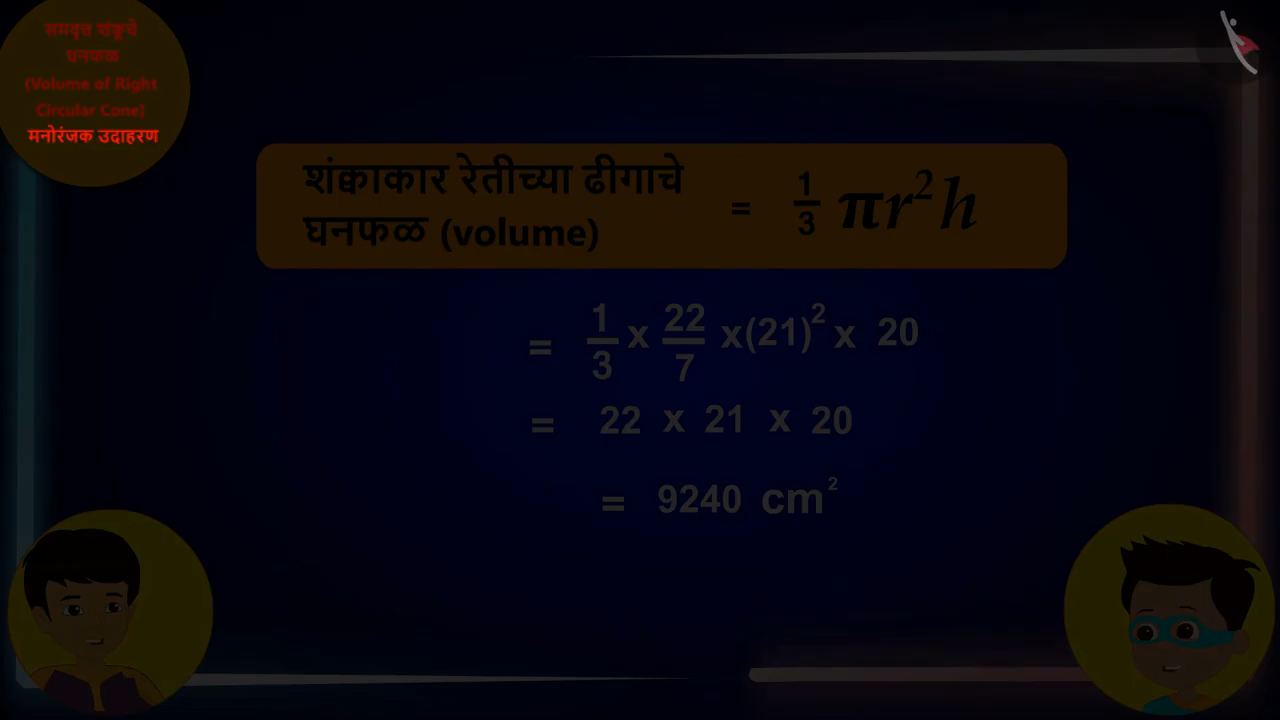 समवृत्त शंकूचे
घनफळ
(Volume of Right
Circular Cone)
मनोरंजक उदाहरण
शंक्वाकार रेतीच्या ढीगाचे
घनफळ (volume) = 1/3 πr²h
= 1/3 x 22/7 x(21)² x 20
= 22 x 21 x 20
= 9240 cm²